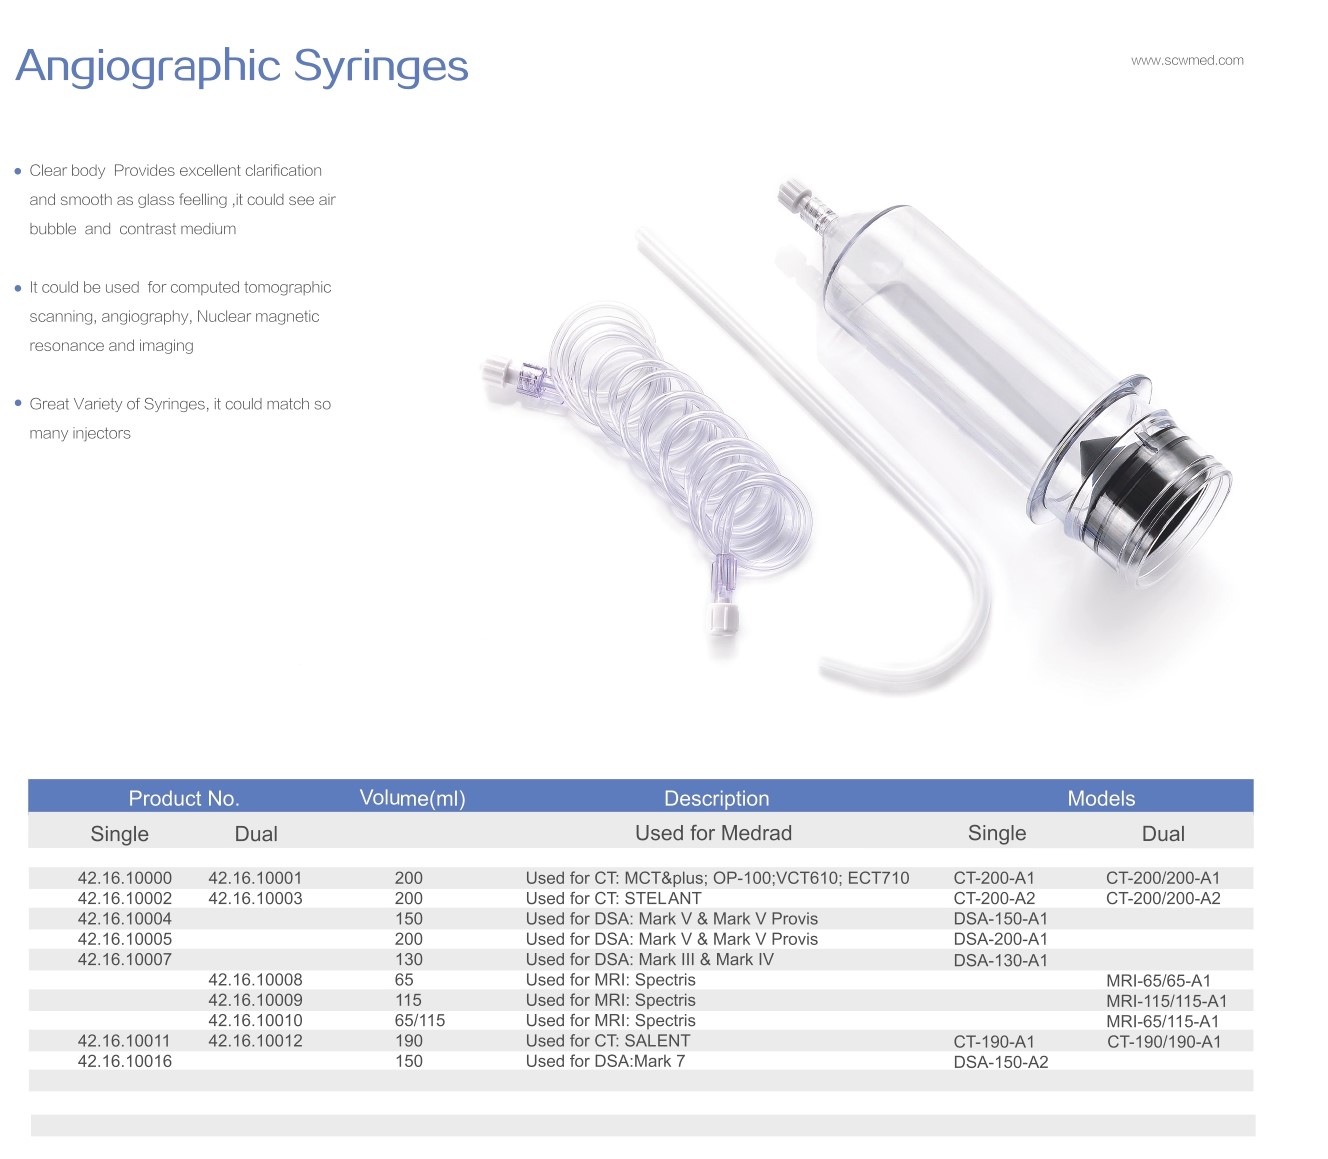 Angiographic Syringes
www.scwmed.com
Clear body Provides excellent clarification
and smooth as glass feelling ,it could see air
bubble and contrast medium
It could be used for computed tomographic
scanning, angiography, Nuclear magnetic
resonance and imaging
Great Variety of Syringes, it could match so
many injectors
Product No. Volume(ml) Description Models
Single Dual Used for Medrad Single Dual
42.16.10000 42.16.10001 200 Used for CT: MCT&plus; OP-100;VCT610; ECT710 CT-200-A1 CT-200/200-A1
42.16.10002 42.16.10003 200 Used for CT: STELANT CT-200-A2 CT-200/200-A2
42.16.10004 150 Used for DSA: Mark V & Mark V Provis DSA-150-A1
42.16.10005 200 Used for DSA: Mark V & Mark V Provis DSA-200-A1
42.16.10007 130 Used for DSA: Mark III & Mark IV DSA-130-A1
42.16.10008 65 Used for MRI: Spectris MRI-65/65-A1
42.16.10009 115 Used for MRI: Spectris MRI-115/115-A1
42.16.10010 65/115 Used for MRI: Spectris MRI-65/115-A1
42.16.10011 42.16.10012 190 Used for CT: SALENT CT-190-A1 CT-190/190-A1
42.16.10016 150 Used for DSA:Mark 7 DSA-150-A2